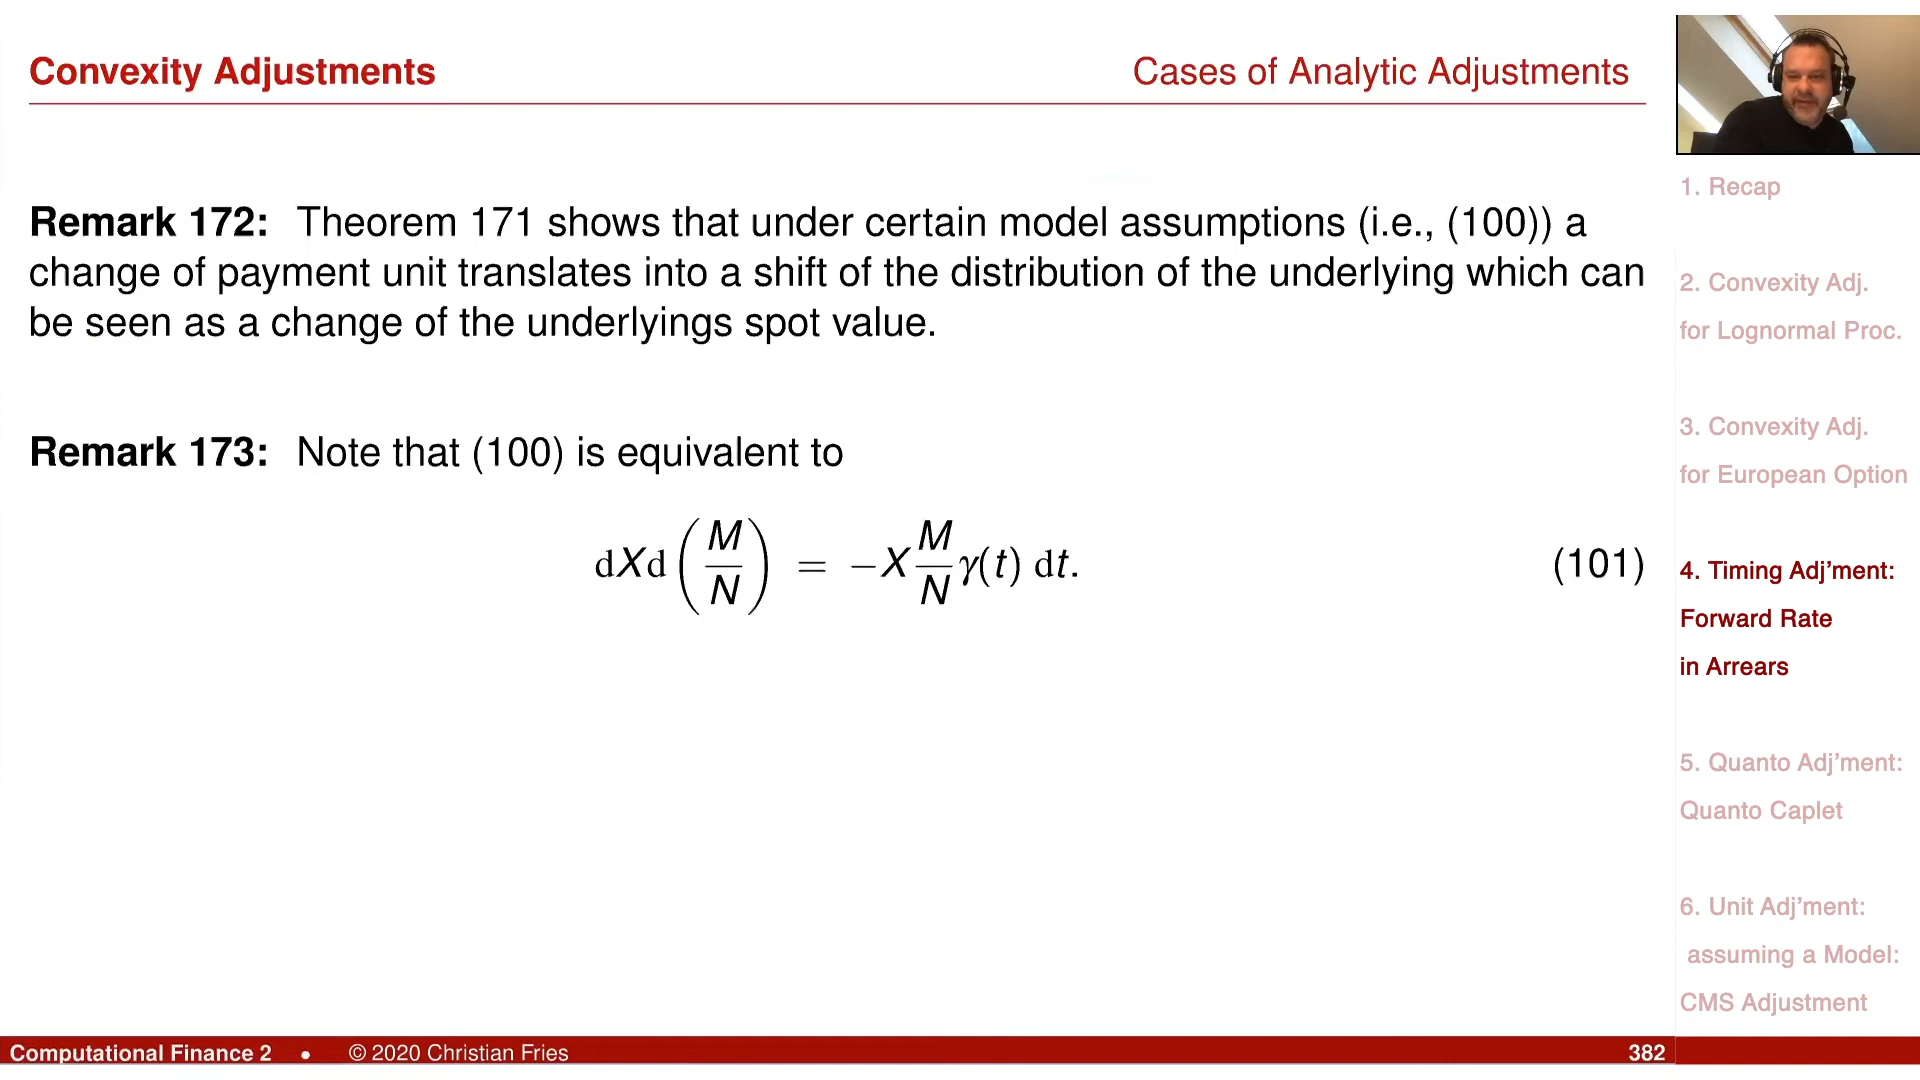 Convexity Adjustments
Cases of Analytic Adjustments
Remark 172: Theorem 171 shows that under certain model assumptions (i.e., (100)) a
change of payment unit translates into a shift of the distribution of the underlying which can
be seen as a change of the underlyings spot value.
Remark 173: Note that (100) is equivalent to
dXd(M/N) = −X M/N γ(t) dt. (101)
1. Recap
2. Convexity Adj.
for Lognormal Proc.
3. Convexity Adj.
for European Option
4. Timing Adj’ment:
Forward Rate
in Arrears
5. Quanto Adj’ment:
Quanto Caplet
6. Unit Adj’ment:
assuming a Model:
CMS Adjustment
Computational Finance 2 • © 2020 Christian Fries
382